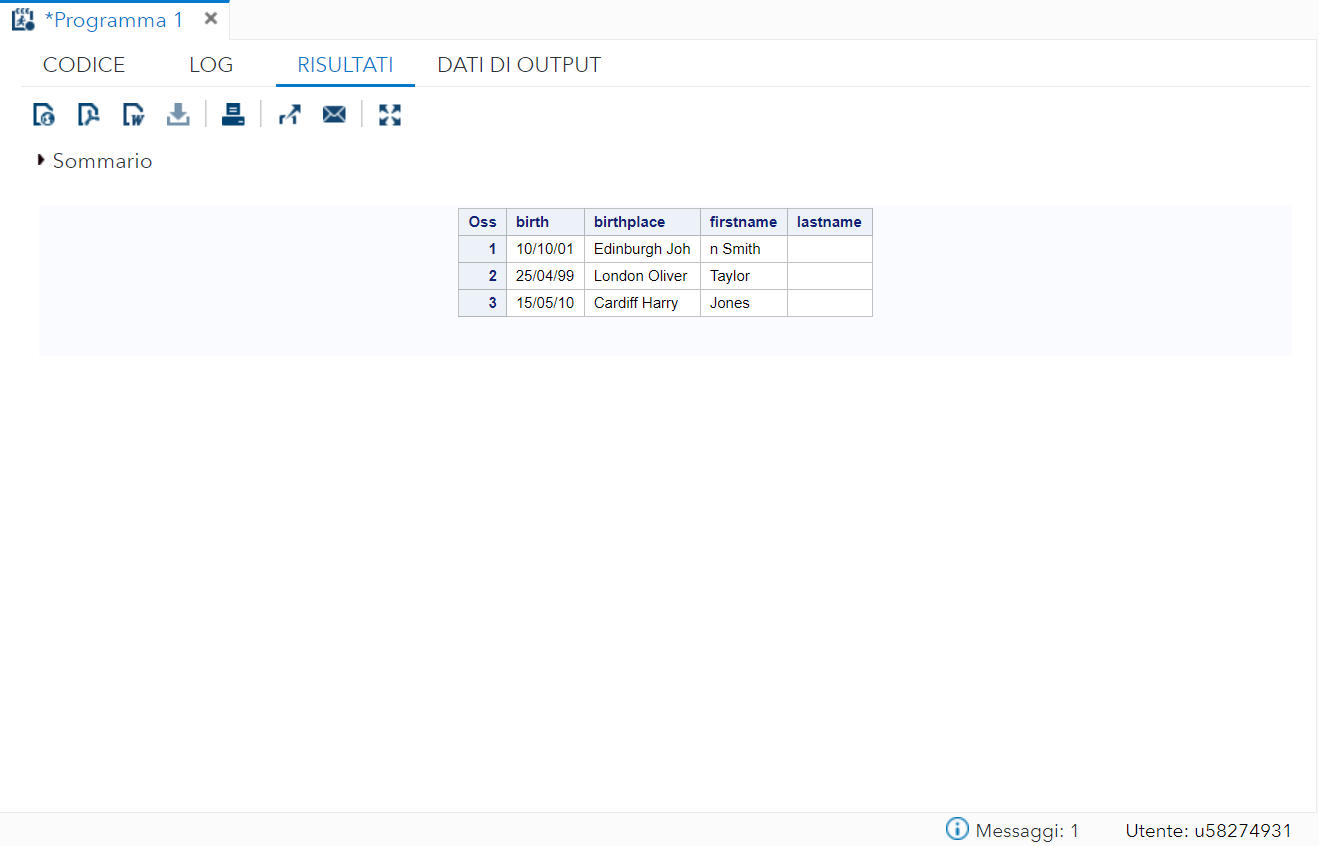 *Programma 1
CODICE LOG RISULTATI DATI DI OUTPUT
Sommario
Oss birth birthplace firstname lastname
1 10/10/01 Edinburgh Joh n Smith
2 25/04/99 London Oliver Taylor
3 15/05/10 Cardiff Harry Jones
Messaggi: 1 Utente: u58274931